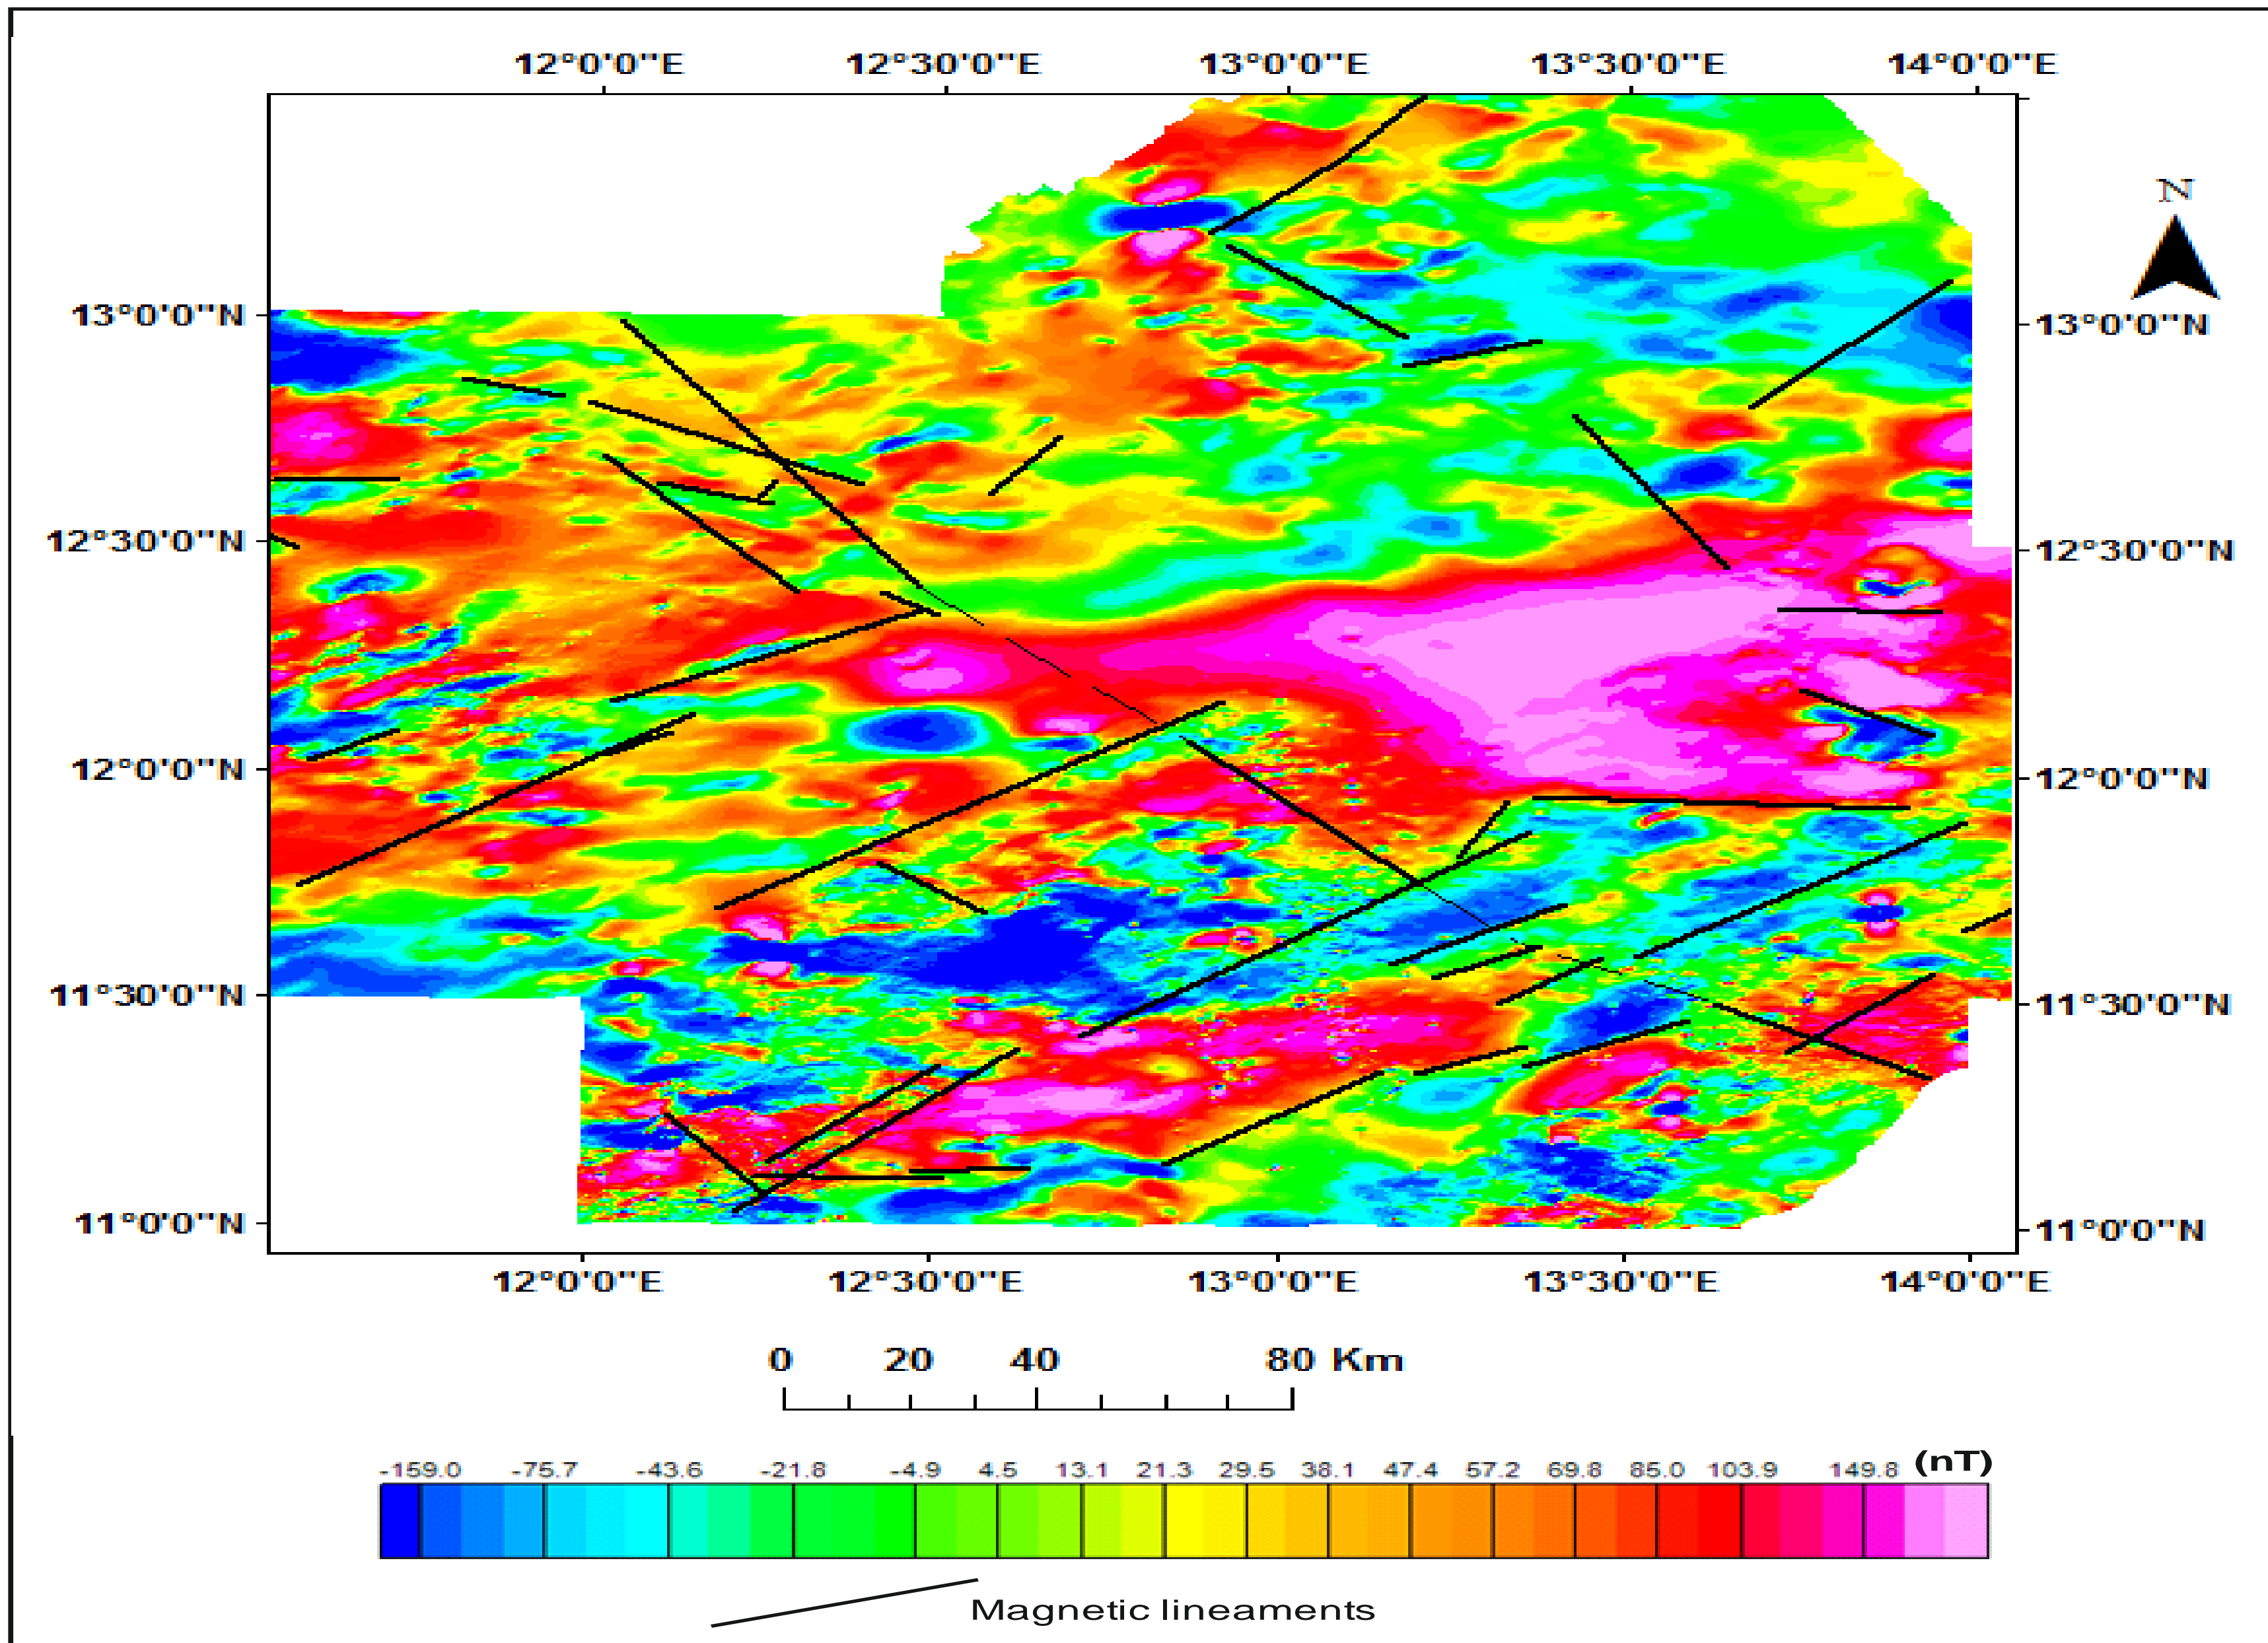 12°0'0"E 12°30'0"E 13°0'0"E 13°30'0"E 14°0'0"E
N
13°0'0"N 13°0'0"N
12°30'0"N 12°30'0"N
12°0'0"N 12°0'0"N
11°30'0"N 11°30'0"N
11°0'0"N 11°0'0"N
12°0'0"E 12°30'0"E 13°0'0"E 13°30'0"E 14°0'0"E
0 20 40 80 Km
-159.0 -75.7 -43.6 -21.8 -4.9 4.5 13.1 21.3 29.5 38.1 47.4 57.2 69.8 85.0 103.9 149.8 (nT)
Magnetic lineaments